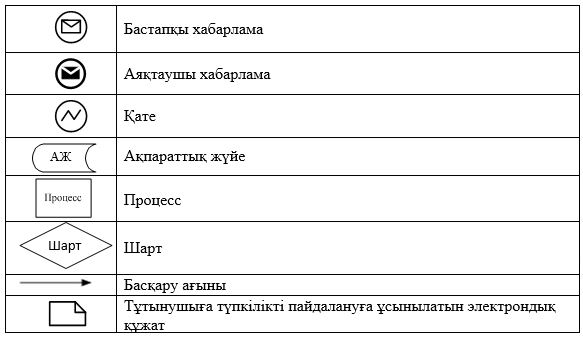 Бастапқы хабарлама
Аяқтаушы хабарлама
Қате
АЖ Ақпараттық жүйе
Процесс Процесс
Шарт Шарт
Басқару ағыны
Тұтынушыға түпкілікті пайдалануға ұсынылатын электрондық
құжат